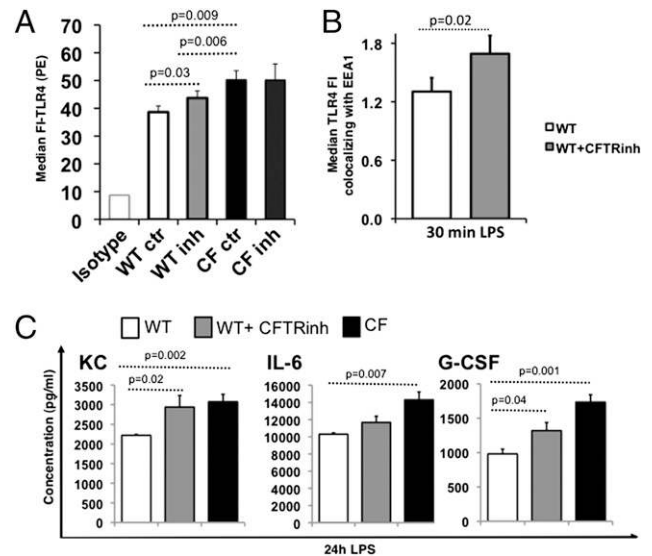 A
p=0.009
p=0.006
p=0.03
Median FI-TLR4 (PE)
70
60
50
40
30
20
10
0
Isotype
WT ctr
WT inh
CF ctr
CF inh
B
p=0.02
Median TLR4 FI
colocalizing with EEA1
1.8
1.2
0.6
0.0
30 min LPS
WT
WT+CFTRinh
C
WT
WT+ CFTRinh
CF
Concentration (pg/ml)
KC
p=0.002
p=0.02
3500
3000
2500
2000
1500
1000
500
0
IL-6
p=0.007
16000
14000
12000
10000
8000
6000
4000
2000
0
G-CSF
p=0.001
p=0.04
2000
1500
1000
500
0
24h LPS